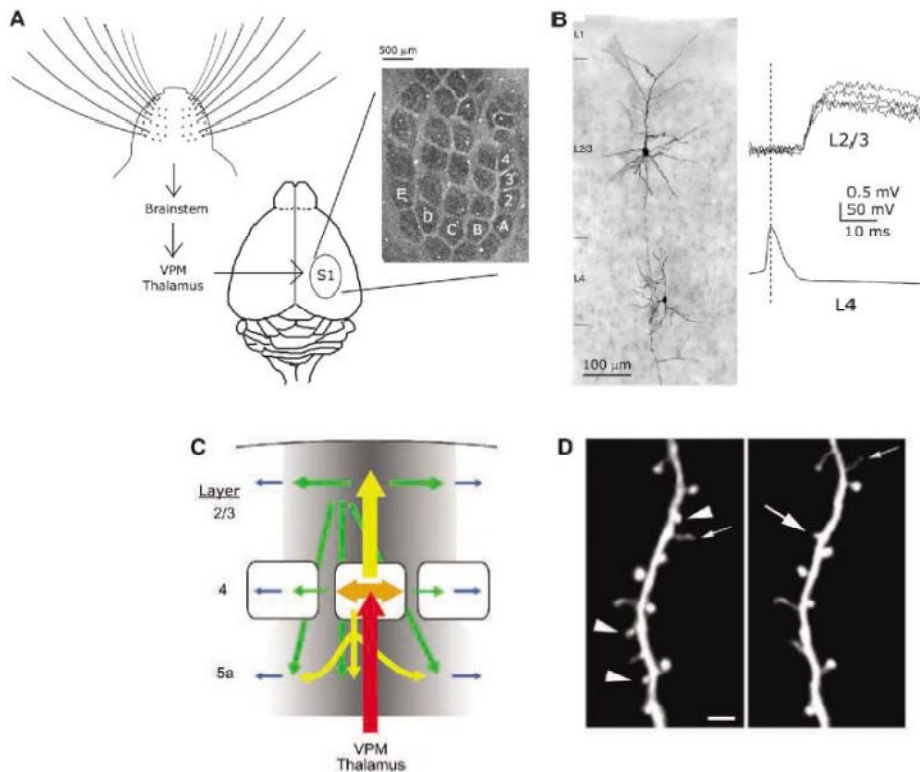 A
500 μm
Brainstem
VPM
Thalamus
S1
4
3
2
E
D
C
B
A
B
L1
L2/3
L4
100 μm
L2/3
0.5 mV
50 mV
10 ms
L4
C
Layer
2/3
4
5a
VPM
Thalamus
D